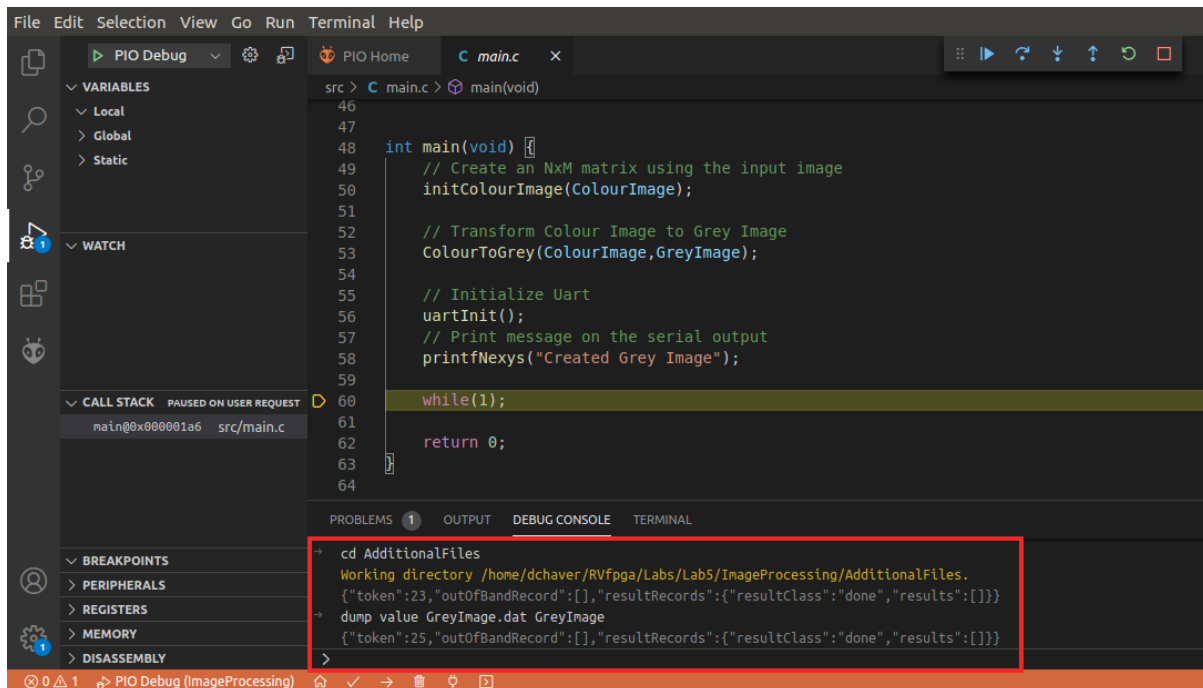 File Edit Selection View Go Run Terminal Help
PIO Debug
PIO Home
C main.c ×
src > C main.c > main(void)
VARIABLES
Local
Global
Static
1
WATCH
CALL STACK PAUSED ON USER REQUEST
main@0x000001a6 src/main.c
BREAKPOINTS
PERIPHERALS
REGISTERS
MEMORY
DISASSEMBLY
1
46
47
48 int main(void) {
49 // Create an NxM matrix using the input image
50 initColourImage(ColourImage);
51
52 // Transform Colour Image to Grey Image
53 ColourToGrey(ColourImage,GreyImage);
54
55 // Initialize Uart
56 uartInit();
57 // Print message on the serial output
58 printfNexys("Created Grey Image");
59
60 while(1);
61
62 return 0;
63 }
64
PROBLEMS 1 OUTPUT DEBUG CONSOLE TERMINAL
→ cd AdditionalFiles
Working directory /home/dchaver/RVfpga/Labs/Lab5/ImageProcessing/AdditionalFiles.
{"token":23,"outOfBandRecord":[],"resultRecords":{"resultClass":"done","results":[]}}
→ dump value GreyImage.dat GreyImage
{"token":25,"outOfBandRecord":[],"resultRecords":{"resultClass":"done","results":[]}}
>
0 1 PIO Debug (ImageProcessing)